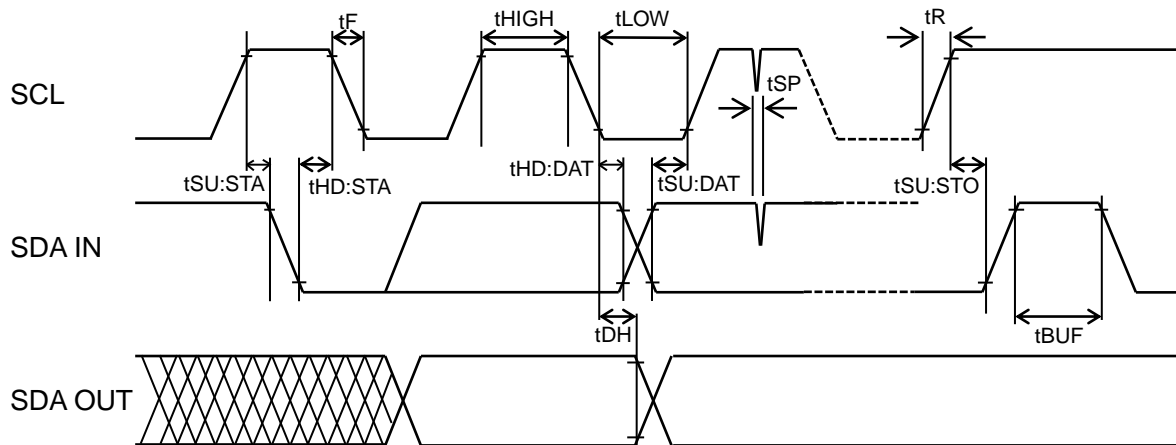 tF
tHIGH
tLOW
tR
SCL
tSP
tSU:STA
tHD:STA
tHD:DAT
tSU:DAT
tSU:STO
SDA IN
tDH
tBUF
SDA OUT